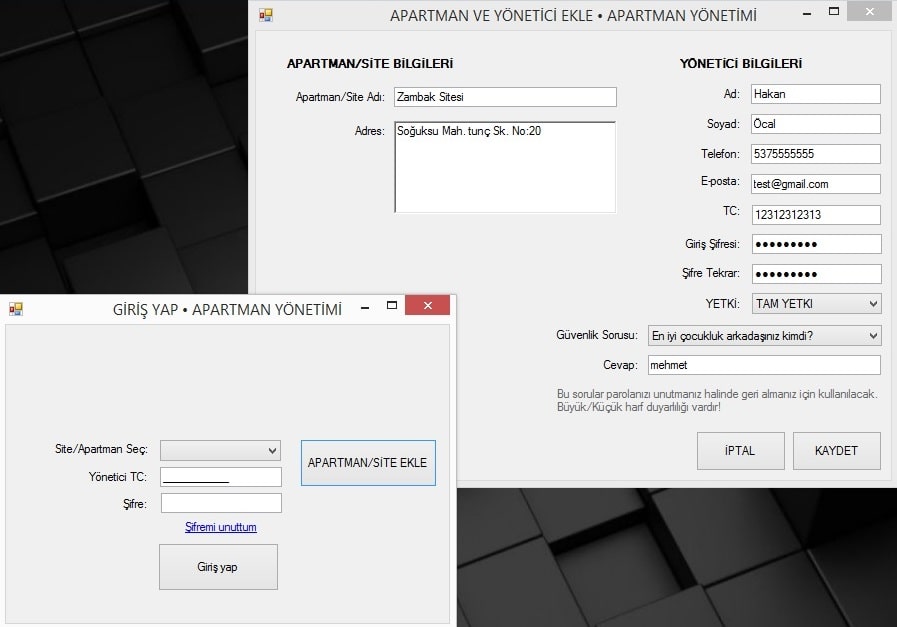 APARTMAN VE YÖNETİCİ EKLE • APARTMAN YÖNETİMİ
APARTMAN/SİTE BİLGİLERİ
Apartman/Site Adı: Zambak Sitesi
Adres: Soğuksu Mah. tunç Sk. No:20
YÖNETİCİ BİLGİLERİ
Ad: Hakan
Soyad: Öcal
Telefon: 5375555555
E-posta: test@gmail.com
TC: 12312312313
Giriş Şifresi: ●●●●●●●●●
Şifre Tekrar: ●●●●●●●●●
YETKİ: TAM YETKI
Güvenlik Sorusu: En iyi çocukluk arkadaşınız kimdi?
Cevap: mehmet
Bu sorular parolanızı unutmanız halinde geri almanız için kullanılacak.
Büyük/Küçük harf duyarlılığı vardır!
İPTAL KAYDET
GİRİŞ YAP • APARTMAN YÖNETİMİ
Site/Apartman Seç:
Yönetici TC: ___________
Şifre:
APARTMAN/SİTE EKLE
Şifremi unuttum
Giriş yap